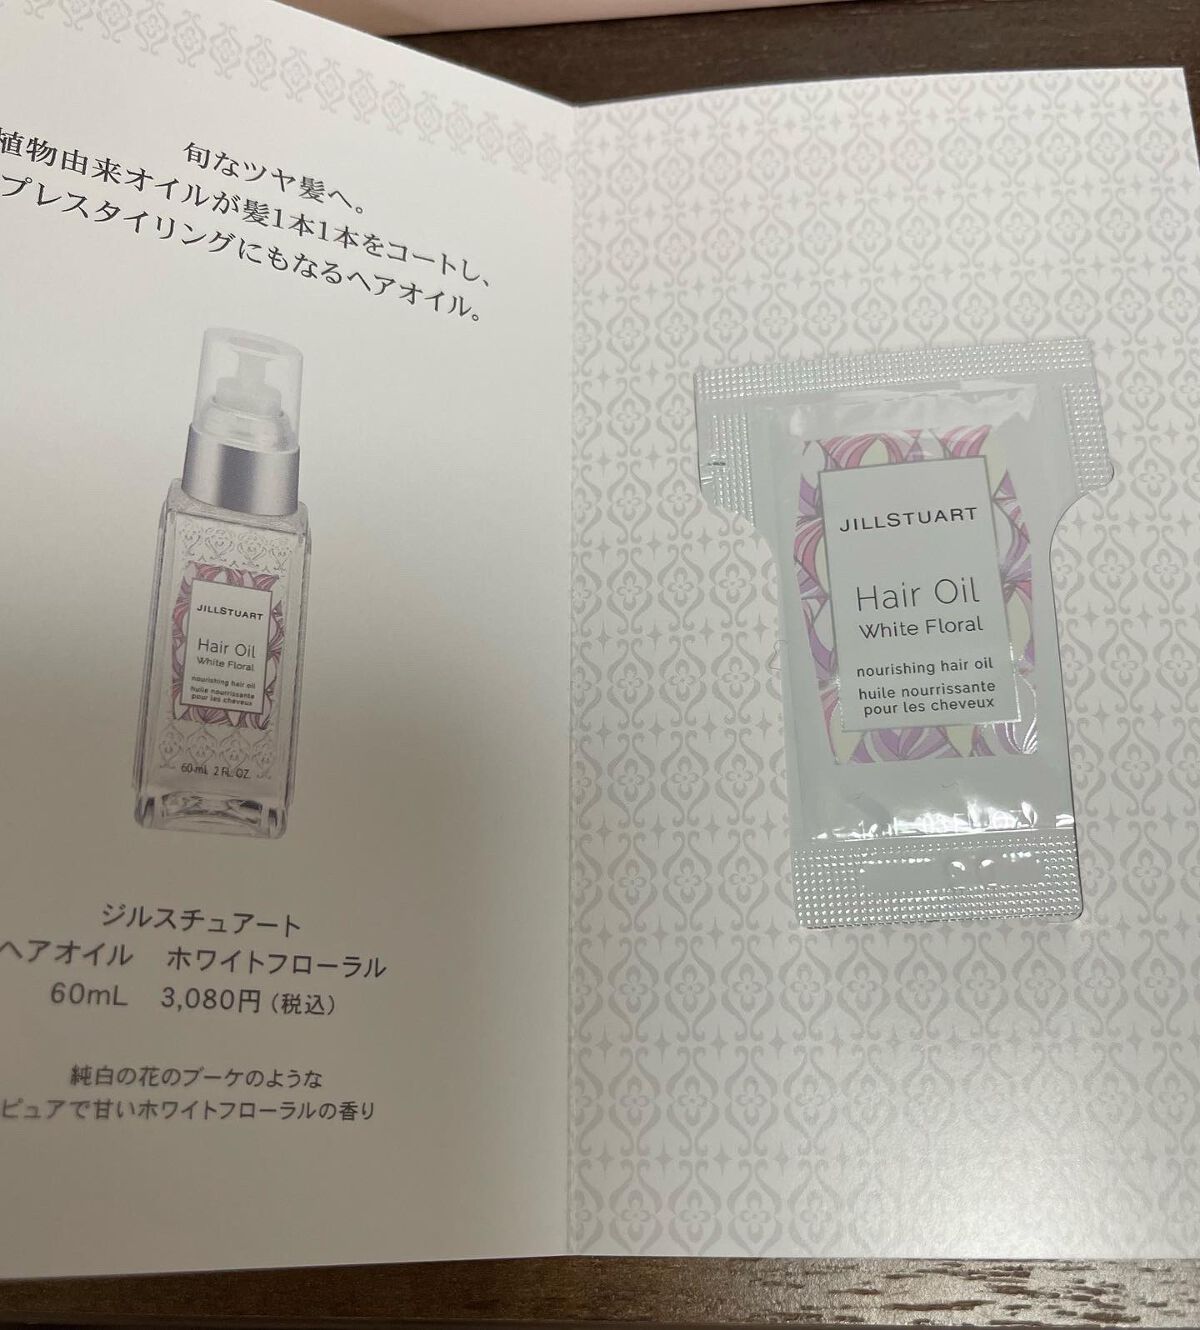 旬なツヤ髪へ。
植物由来オイルが髪1本1本をコートし、
プレスタイリングにもなるヘアオイル。
JILLSTUART
Hair Oil
White Floral
nourishing hair oil
huile nourrissante
pour les cheveux
60 mL 2 FL. OZ.
ジルスチュアート
ヘアオイル ホワイトフローラル
60mL 3,080円（税込）
純白の花のブーケのような
ピュアで甘いホワイトフローラルの香り
JILLSTUART
Hair Oil
White Floral
nourishing hair oil
huile nourrissante
pour les cheveux